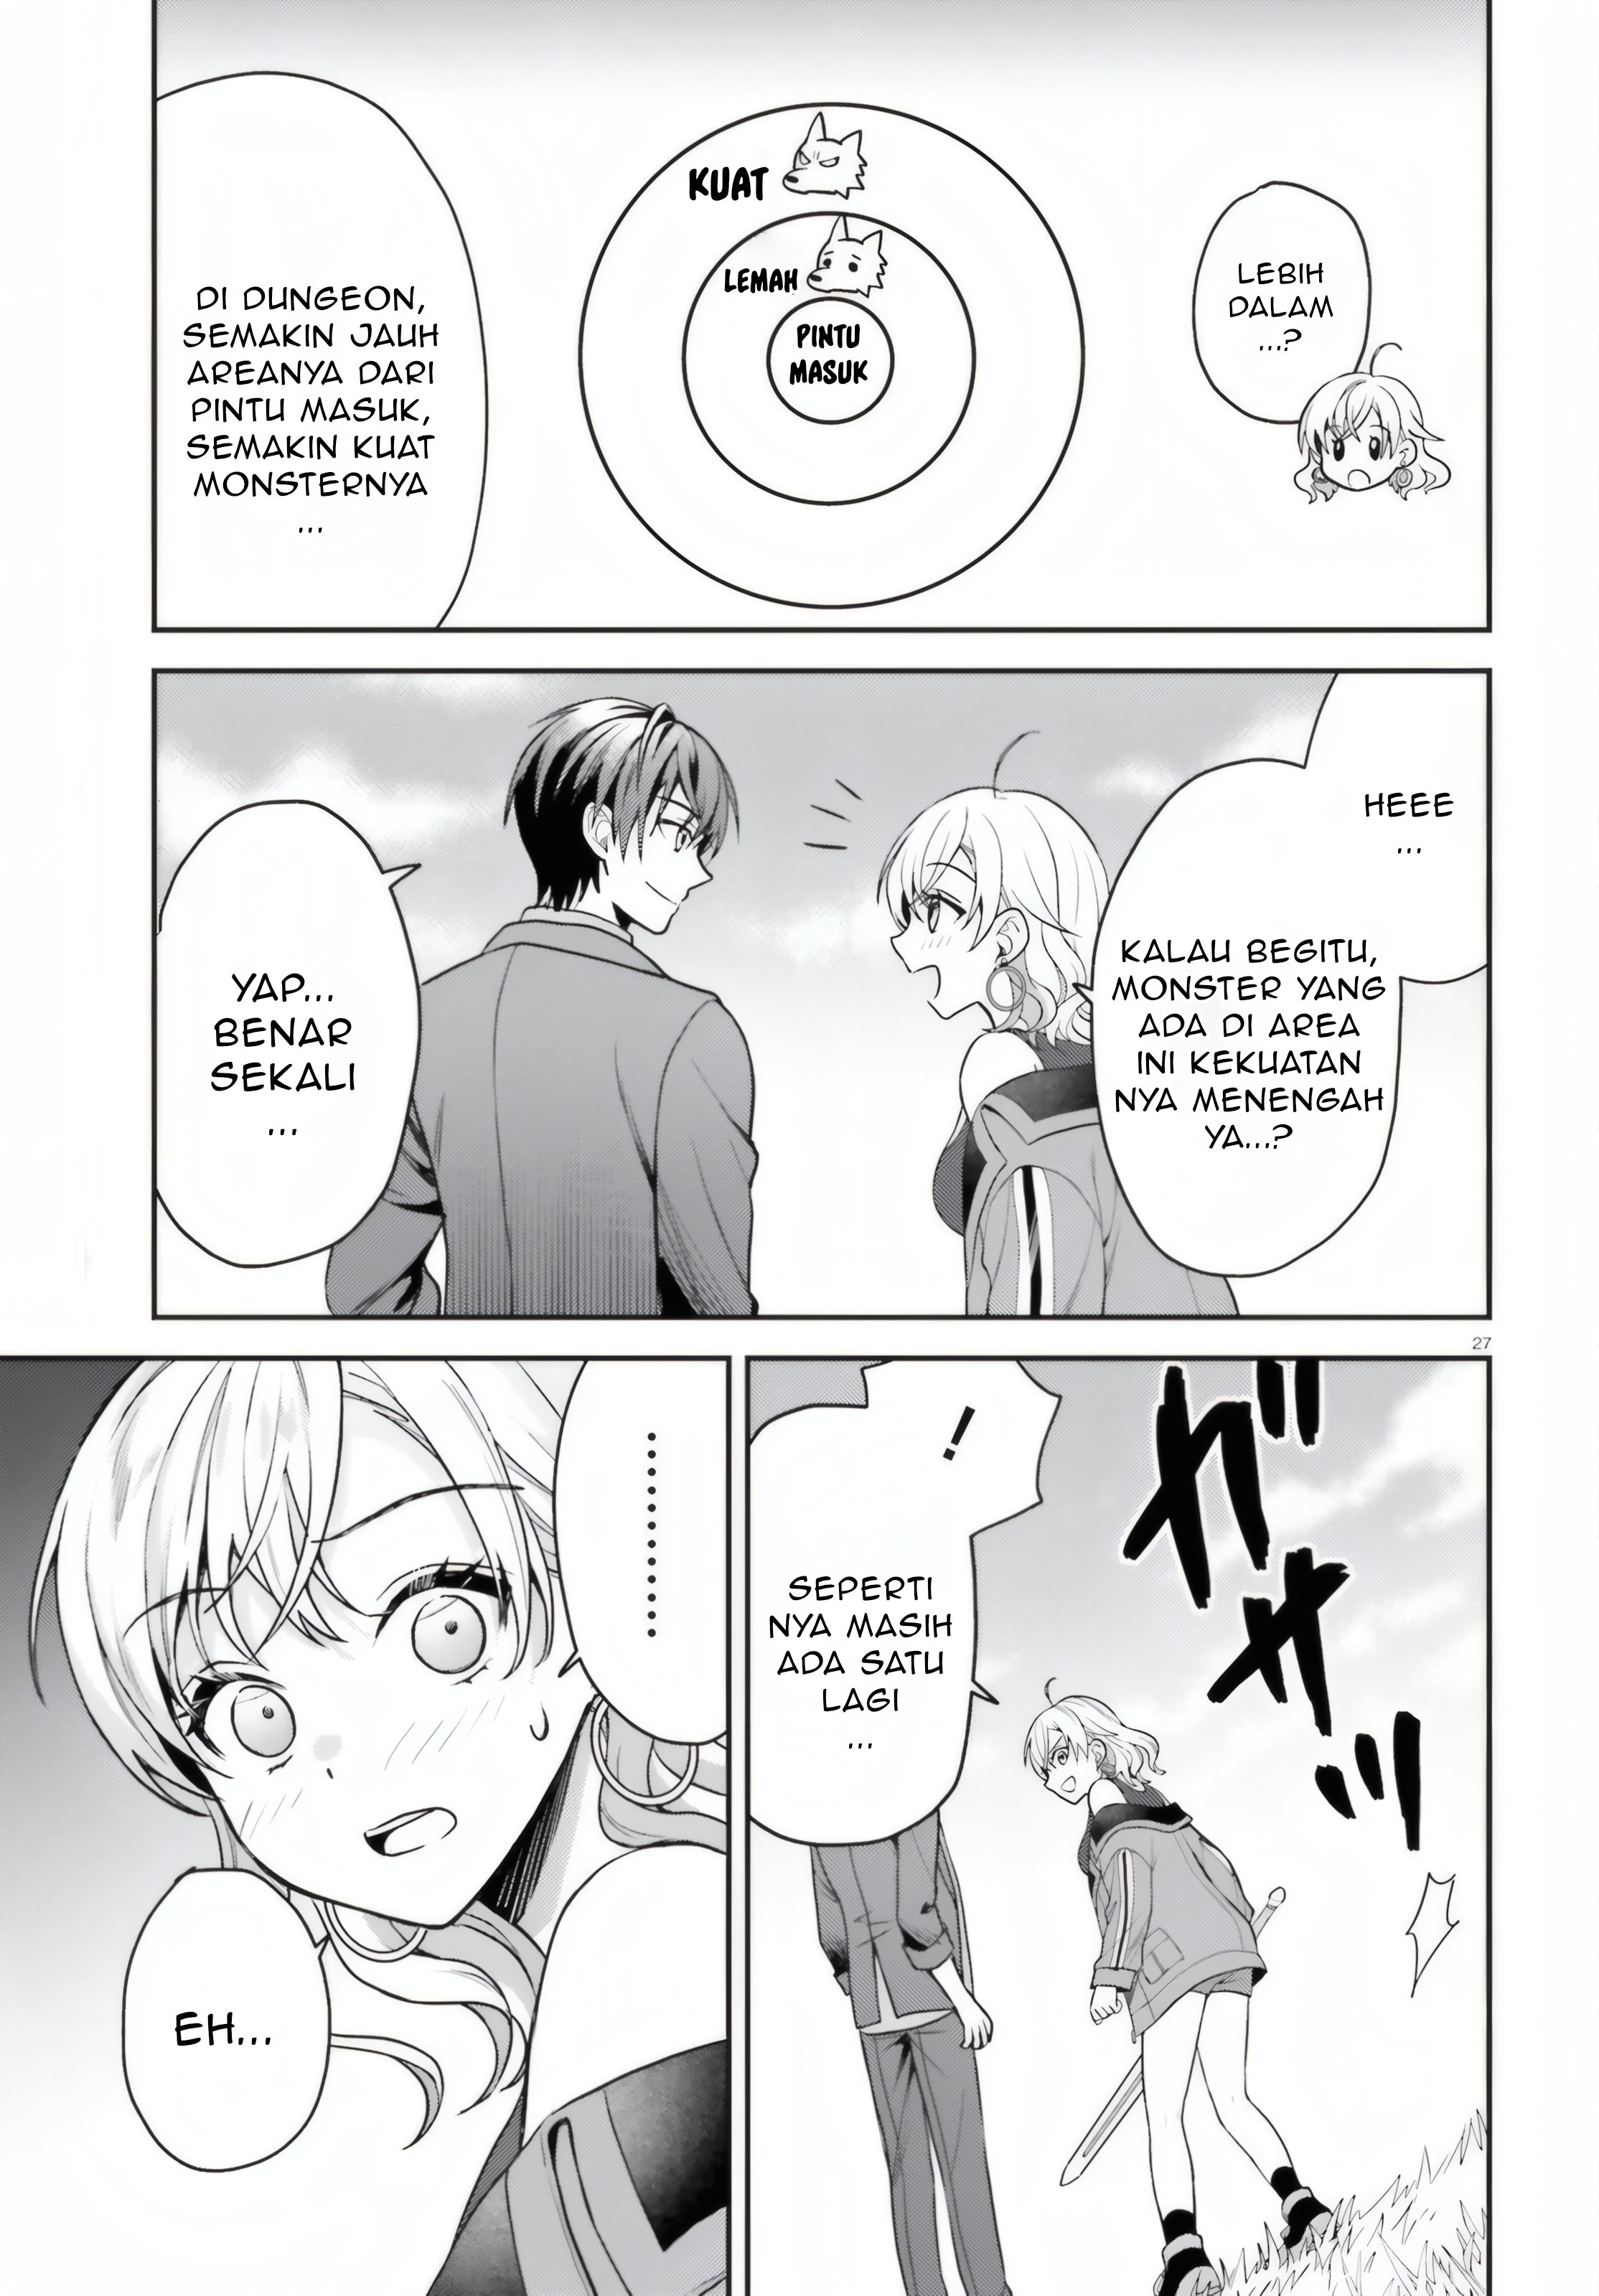 LEBIH
DALAM
...?
KUAT
LEMAH
PINTU
MASUK
DI DUNGEON,
SEMAKIN JAUH
AREANYA DARI
PINTU MASUK,
SEMAKIN KUAT
MONSTERNYA
...
HEEE
...
KALAU BEGITU,
MONSTER YANG
ADA DI AREA
INI KEKUATAN
NYA MENENGAH
YA...?
YAP...
BENAR
SEKALI
...
27
ガサガサッ
!
SEPERTI
NYA MASIH
ADA SATU
LAGI
...
............
EH...